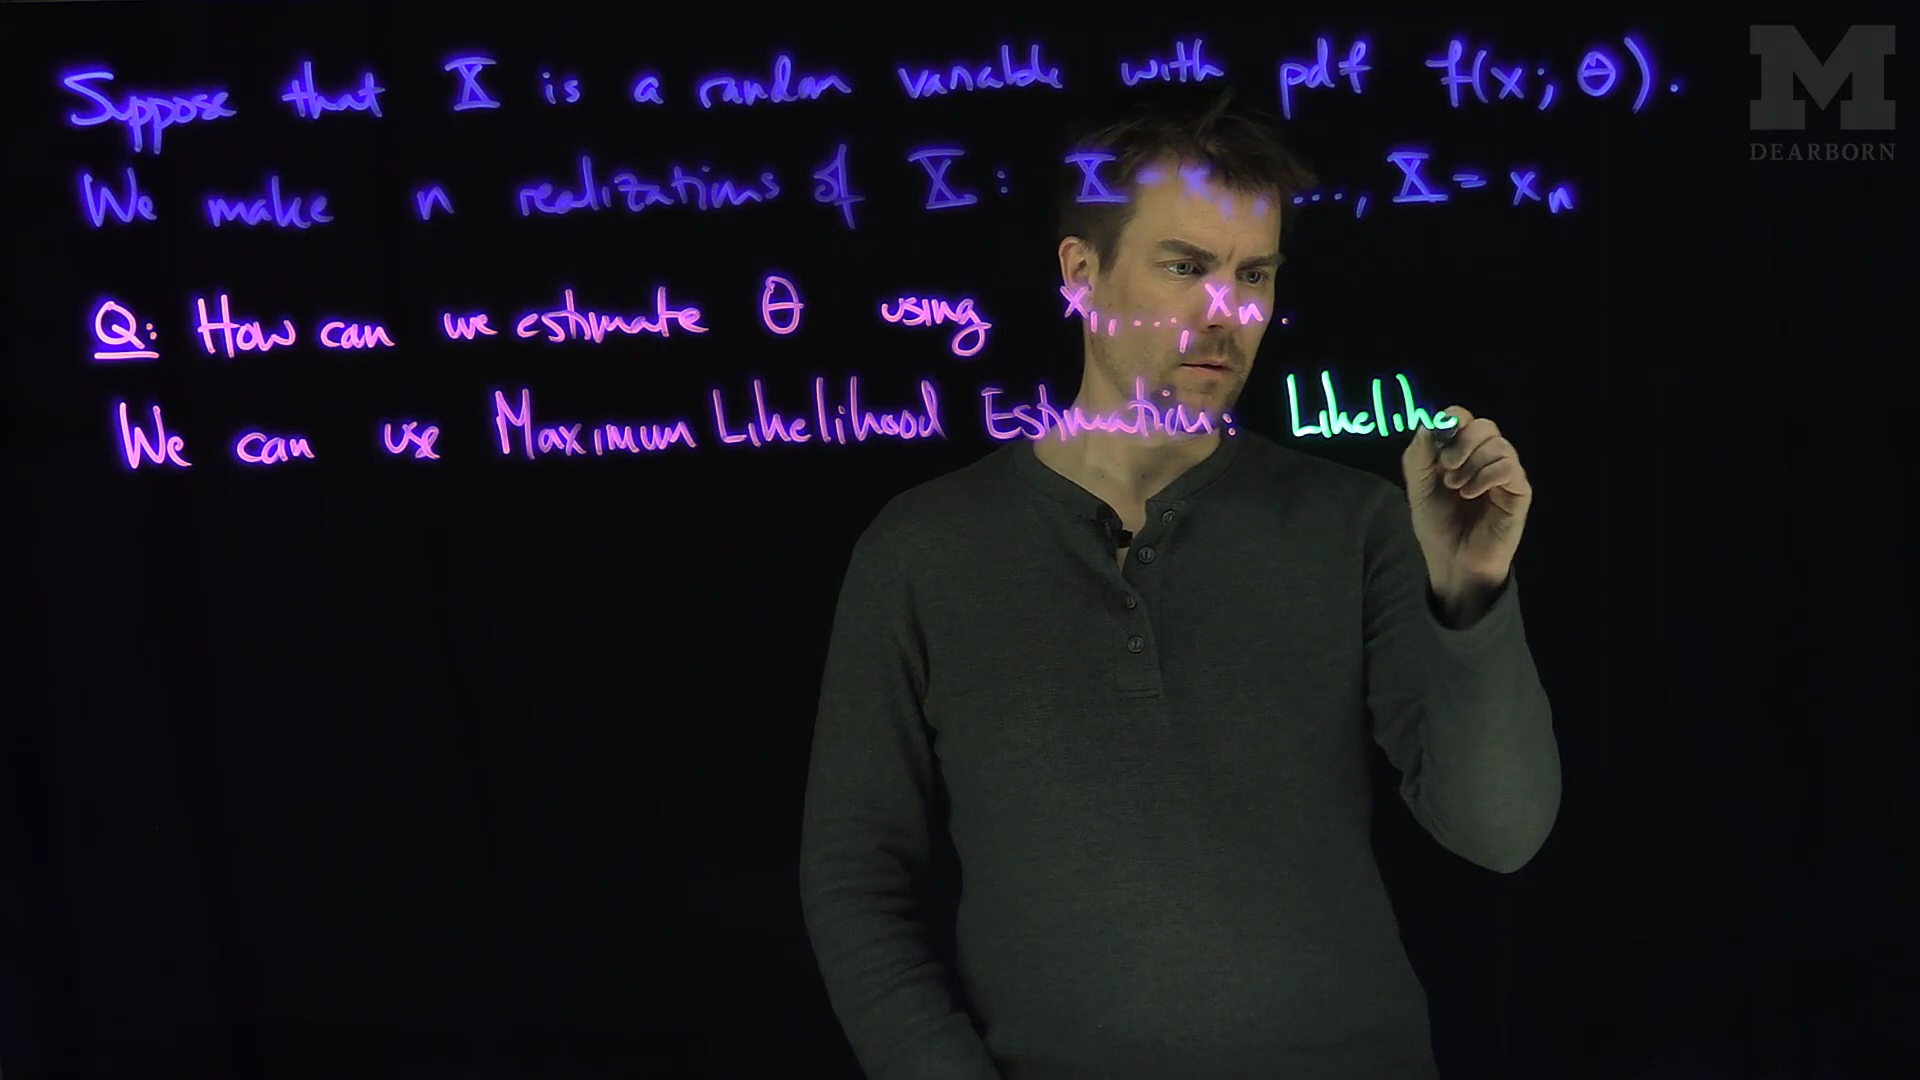 Suppose that X is a random variable with pdf f(x; θ).
We make n realizations of X: X = x₁, ..., X = xₙ
Q: How can we estimate θ using x₁, ..., xₙ.
We can use Maximum Likelihood Estimation: Likeliho
M
DEARBORN